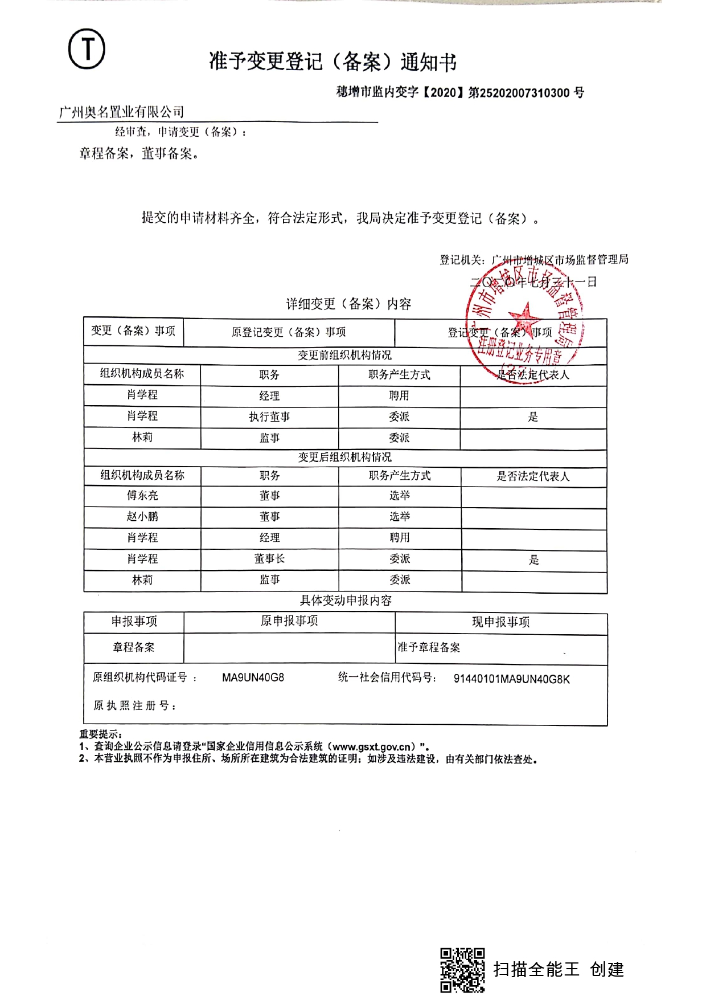 T
准予变更登记（备案）通知书
穗增市监内变字【2020】第25202007310300 号
广州奥名置业有限公司
经审查，申请变更（备案）：
章程备案，董事备案。
提交的申请材料齐全，符合法定形式，我局决定准予变更登记（备案）。
登记机关：广州市增城区市场监督管理局
二〇二〇年七月三十一日
广州市增城区市场监督管理局
注册登记业务专用章
详细变更（备案）内容
变更（备案）事项 原登记变更（备案）事项 登记变更（备案）事项
变更前组织机构情况
组织机构成员名称 职务 职务产生方式 是否法定代表人
肖学程 经理 聘用
肖学程 执行董事 委派 是
林莉 监事 委派
变更后组织机构情况
组织机构成员名称 职务 职务产生方式 是否法定代表人
傅东亮 董事 选举
赵小鹏 董事 选举
肖学程 经理 聘用
肖学程 董事长 委派 是
林莉 监事 委派
具体变动申报内容
申报事项 原申报事项 现申报事项
章程备案 准予章程备案
原组织机构代码证号 ： MA9UN40G8 统一社会信用代码号： 91440101MA9UN40G8K
原执照注册号：
重要提示：
1、查询企业公示信息请登录“国家企业信用信息公示系统（www.gsxt.gov.cn）”。
2、本营业执照不作为申报住所、场所所在建筑为合法建筑的证明；如涉及违法建设，由有关部门依法查处。
扫描全能王 创建